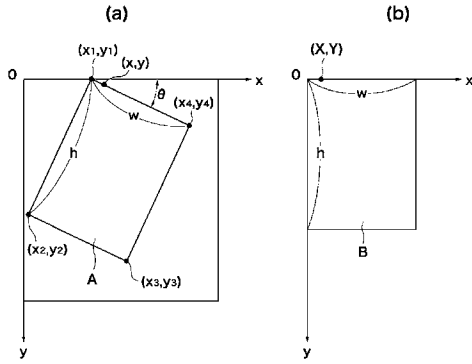 (a)
(x1,y1)
(x,y)
0
x
θ
(x4,y4)
w
h
(x2,y2)
A
(x3,y3)
y
(b)
(X,Y)
0
x
w
h
B
y